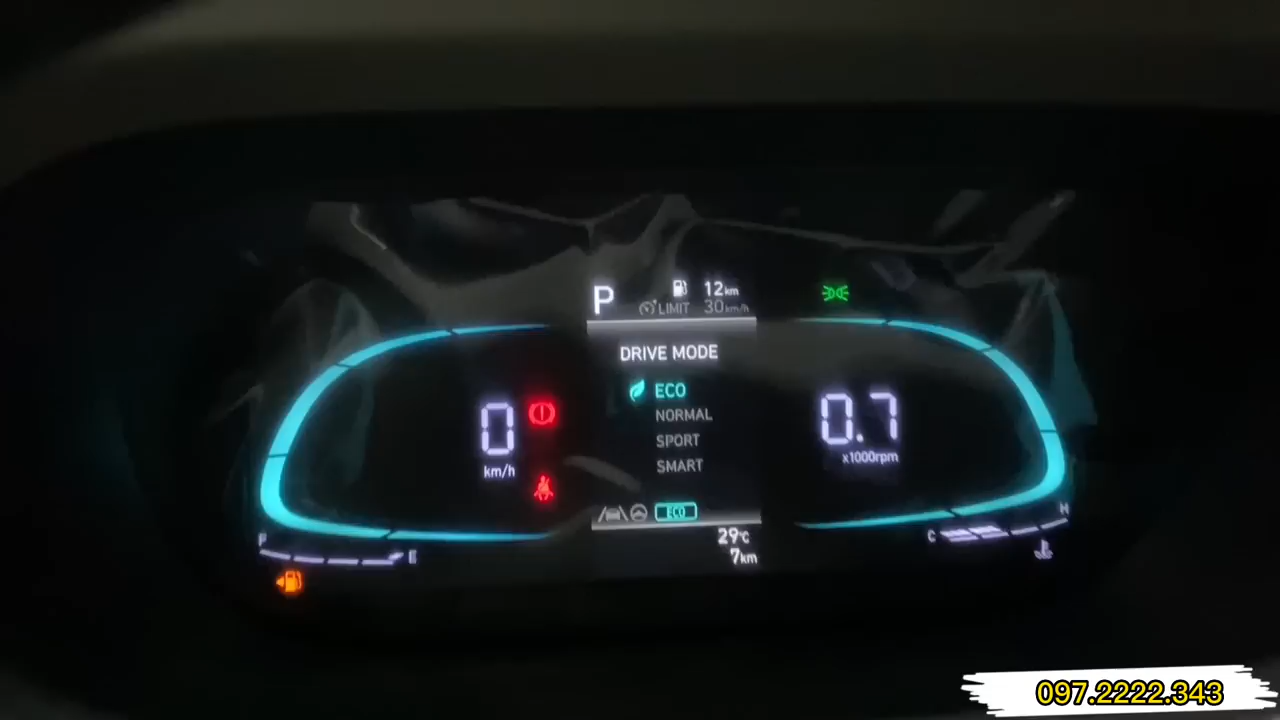 P
12km
LIMIT 30km/h
DRIVE MODE
ECO
NORMAL
SPORT
SMART
0
km/h
0.7
x1000rpm
ECO
29°C
7km
F
E
C
H
097.2222.343